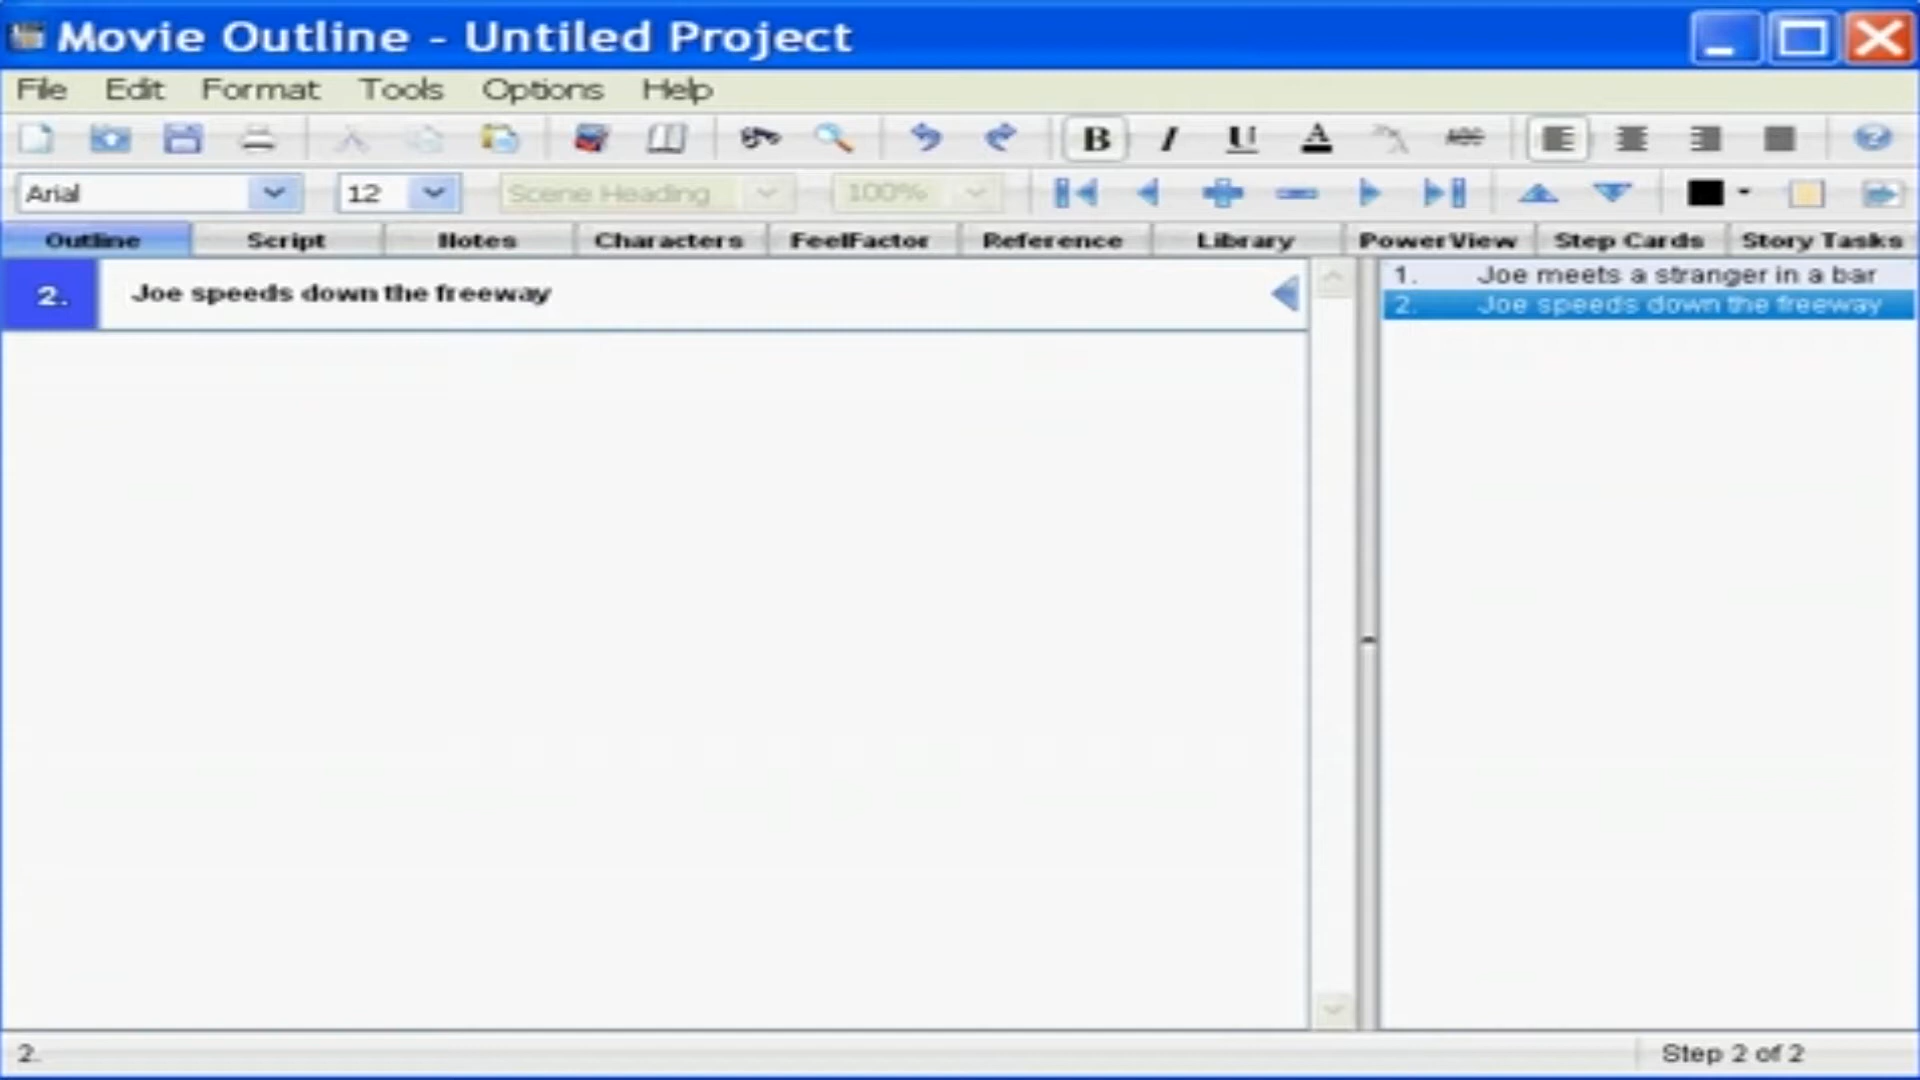 Movie Outline - Untiled Project
File Edit Format Tools Options Help
B I U A ABC
Arial 12 Scene Heading 100%
Outline Script Notes Characters FeelFactor Reference Library PowerView Step Cards Story Tasks
2. Joe speeds down the freeway
1. Joe meets a stranger in a bar
2. Joe speeds down the freeway
2. Step 2 of 2